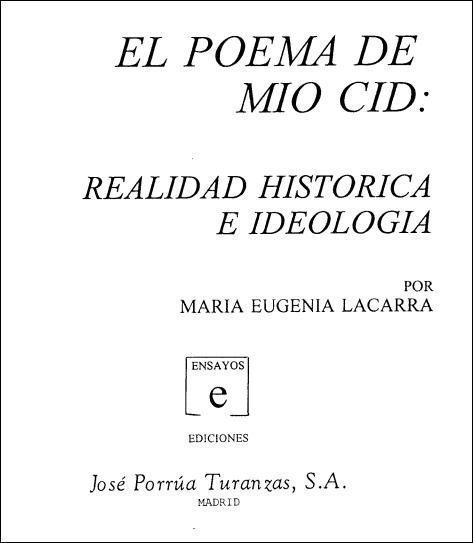 EL POEMA DE
MIO CID:
REALIDAD HISTORICA
E IDEOLOGIA
POR
MARIA EUGENIA LACARRA
ENSAYOS
e
EDICIONES
José Porrúa Turanzas, S.A.
MADRID